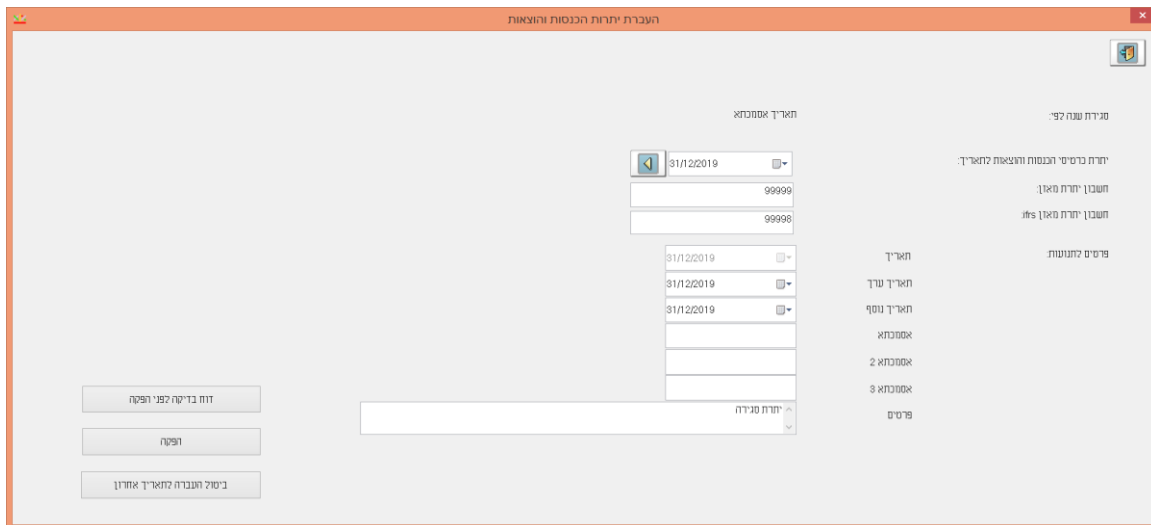 העברת יתרות הכנסות והוצאות
סגירת שנה לפי: תאריך אסמכתא
יתרת כרטיסי הכנסות והוצאות לתאריך: 31/12/2019
חשבון יתרת מאזן: 99999
חשבון יתרת מאזן ifrs: 99998
פרטים לתנועות: תאריך 31/12/2019
תאריך ערך 31/12/2019
תאריך נוסף 31/12/2019
אסמכתא
אסמכתא 2
אסמכתא 3
פרטים יתרת סגירה
דוח בדיקה לפני הפקה
הפקה
ביטול העברה לתאריך אחרון